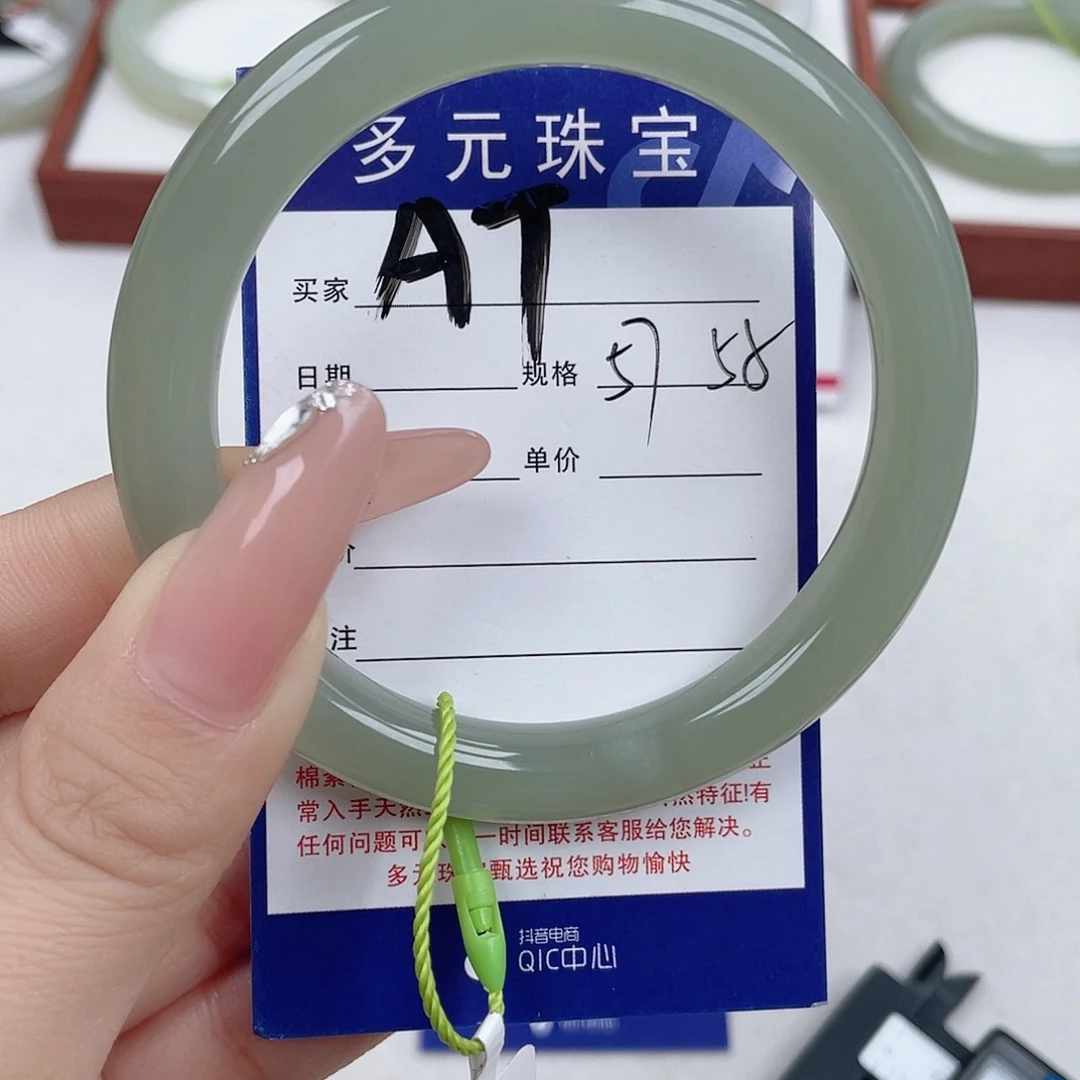 多元珠宝
买家 AT
日期 规格 57 58
单价
价
注
棉絮
常入手天然 特征!有
任何问题可 一时间联系客服给您解决。
多元珠 甄选祝您购物愉快
抖音电商
QIC中心